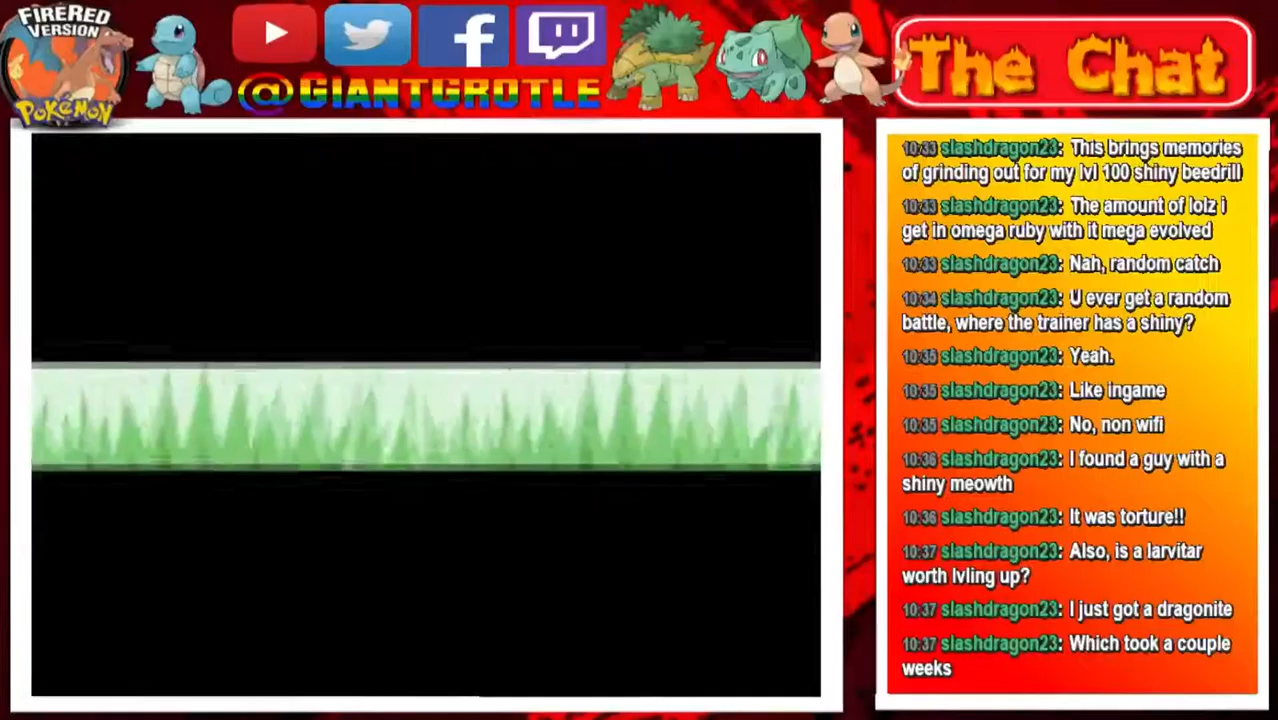 FIRERED
VERSION
POKéMON
@GIANTGROTLE
The Chat
10:33 slashdragon23: This brings memories
of grinding out for my lvl 100 shiny beedrill
10:33 slashdragon23: The amount of lolz i
get in omega ruby with it mega evolved
10:33 slashdragon23: Nah, random catch
10:34 slashdragon23: U ever get a random
battle, where the trainer has a shiny?
10:35 slashdragon23: Yeah.
10:35 slashdragon23: Like ingame
10:35 slashdragon23: No, non wifi
10:36 slashdragon23: I found a guy with a
shiny meowth
10:36 slashdragon23: It was torture!!
10:37 slashdragon23: Also, is a larvitar
worth lvling up?
10:37 slashdragon23: I just got a dragonite
10:37 slashdragon23: Which took a couple
weeks